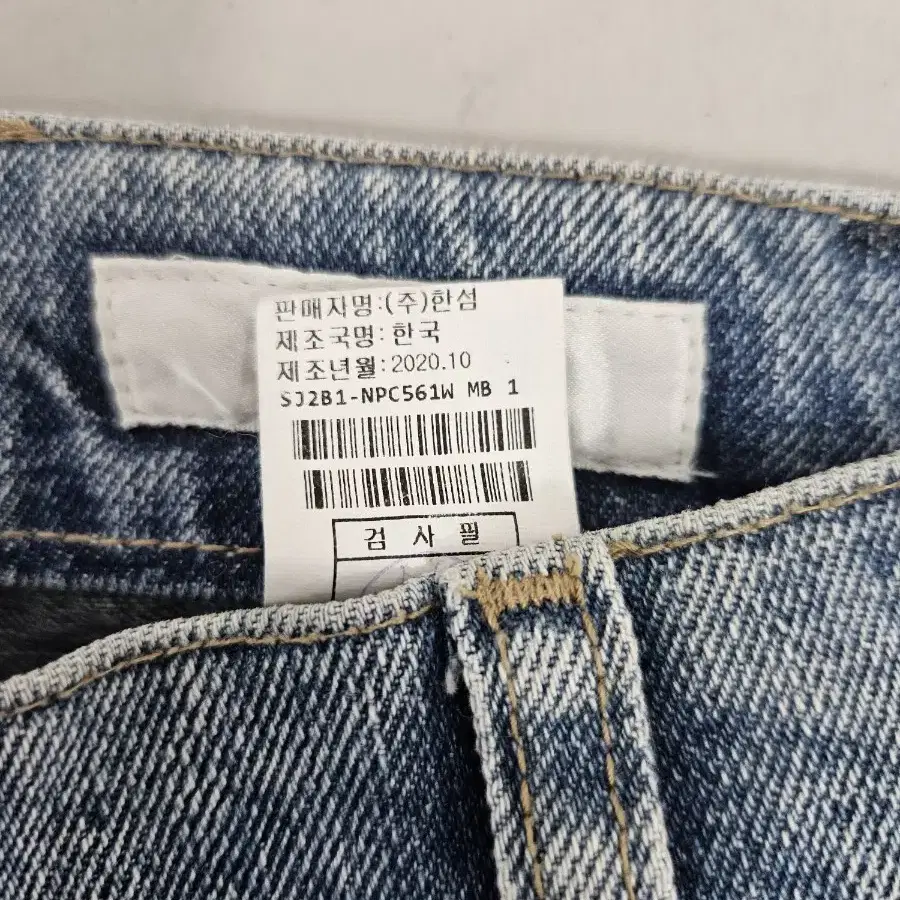 판매자명:(주)한섬
제조국명: 한국
제조년월:2020.10
SJ2B1-NPC561W MB 1
검 사 필